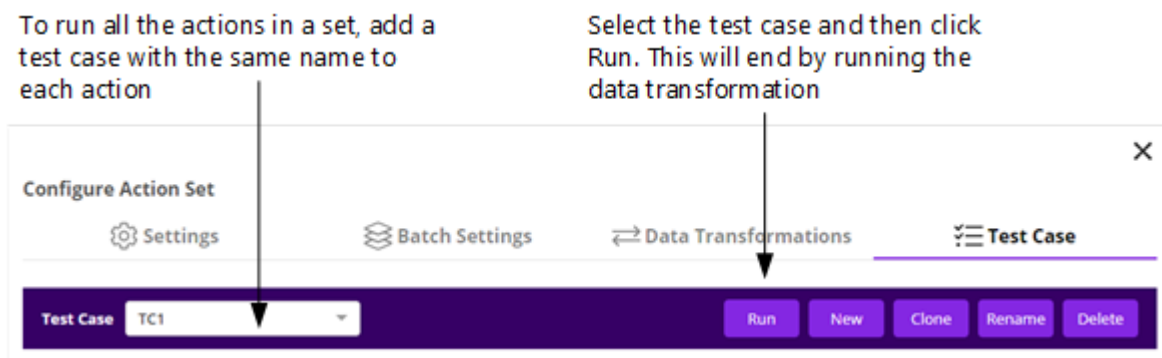 To run all the actions in a set, add a
test case with the same name to
each action
Select the test case and then click
Run. This will end by running the
data transformation
Configure Action Set
Settings
Batch Settings
Data Transformations
Test Case
Test Case TC1
Run
New
Clone
Rename
Delete